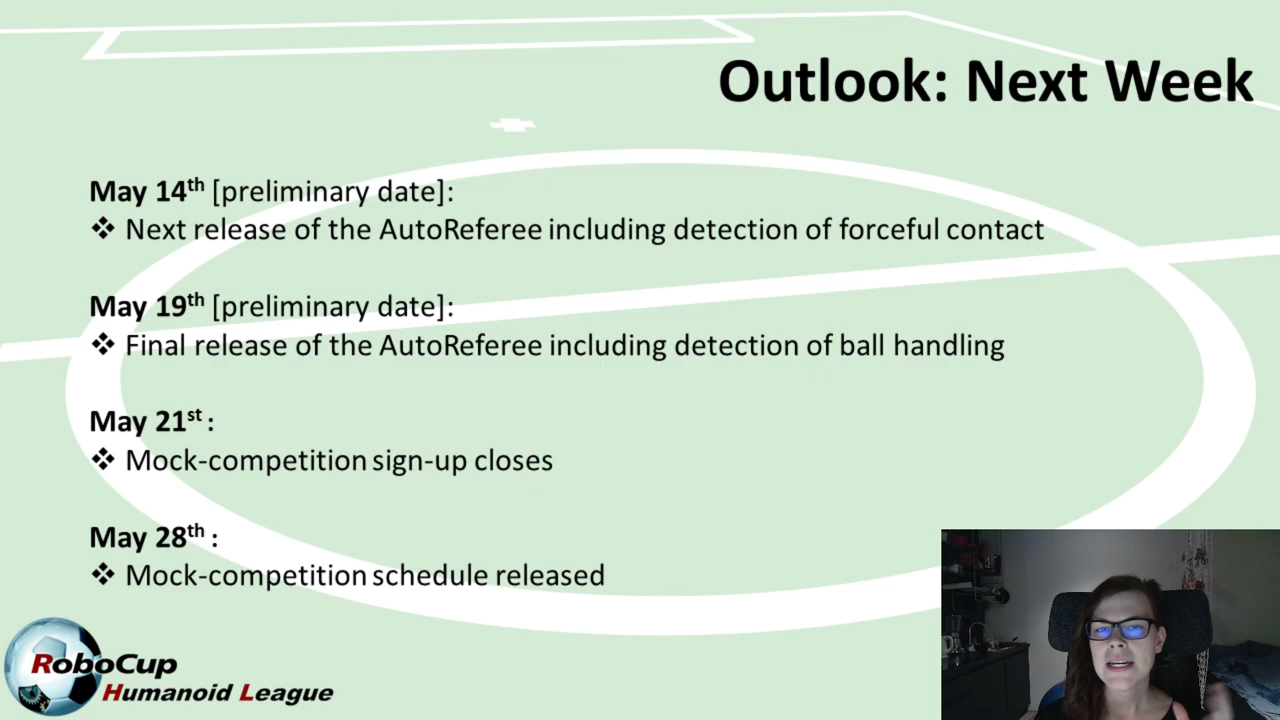 Outlook: Next Week
May 14th [preliminary date]:
❖ Next release of the AutoReferee including detection of forceful contact
May 19th [preliminary date]:
❖ Final release of the AutoReferee including detection of ball handling
May 21st :
❖ Mock-competition sign-up closes
May 28th :
❖ Mock-competition schedule released
RoboCup
Humanoid League